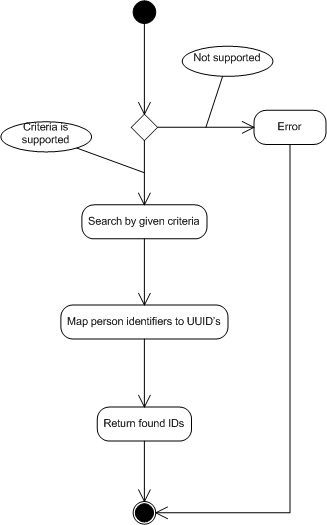 Not supported
Criteria is
supported
Error
Search by given criteria
Map person identifiers to UUID's
Return found IDs